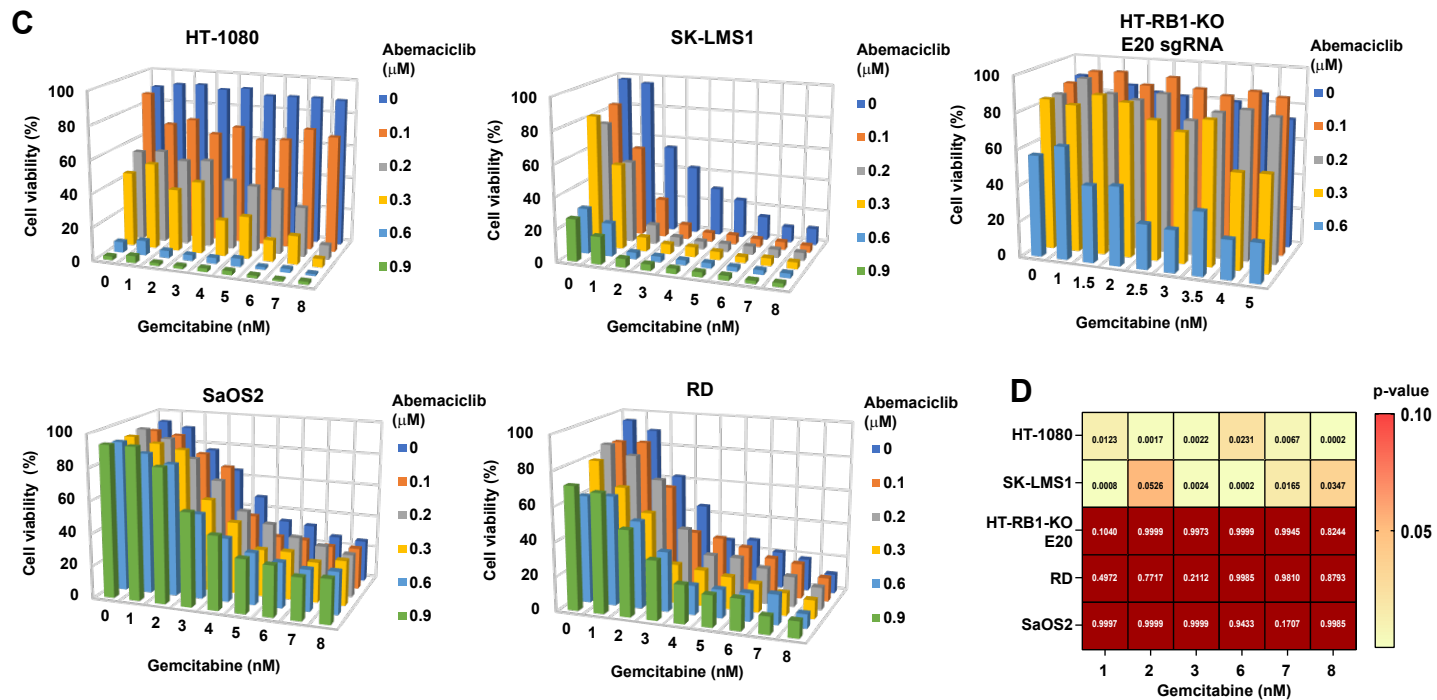 C
HT-1080
Cell viability (%)
100
80
60
40
20
0
0 1 2 3 4 5 6 7 8
Gemcitabine (nM)
Abemaciclib
(μM)
0
0.1
0.2
0.3
0.6
0.9
SK-LMS1
Cell viability (%)
100
80
60
40
20
0
0 1 2 3 4 5 6 7 8
Gemcitabine (nM)
Abemaciclib
(μM)
0
0.1
0.2
0.3
0.6
0.9
HT-RB1-KO
E20 sgRNA
Cell viability (%)
100
80
60
40
20
0
0 1 1.5 2 2.5 3 3.5 4 5
Gemcitabine (nM)
Abemaciclib
(μM)
0
0.1
0.2
0.3
0.6
SaOS2
Cell viability (%)
100
80
60
40
20
0
0 1 2 3 4 5 6 7 8
Gemcitabine (nM)
Abemaciclib
(μM)
0
0.1
0.2
0.3
0.6
0.9
RD
Cell viability (%)
100
80
60
40
20
0
0 1 2 3 4 5 6 7 8
Gemcitabine (nM)
Abemaciclib
(μM)
0
0.1
0.2
0.3
0.6
0.9
D
p-value
0.10
0.05
HT-1080 0.0123 0.0017 0.0022 0.0231 0.0067 0.0002
SK-LMS1 0.0008 0.0526 0.0024 0.0002 0.0165 0.0347
HT-RB1-KO
E20 0.1040 0.9999 0.9973 0.9999 0.9945 0.8244
RD 0.4972 0.7717 0.2112 0.9985 0.9810 0.8793
SaOS2 0.9997 0.9999 0.9999 0.9433 0.1707 0.9985
1 2 3 6 7 8
Gemcitabine (nM)